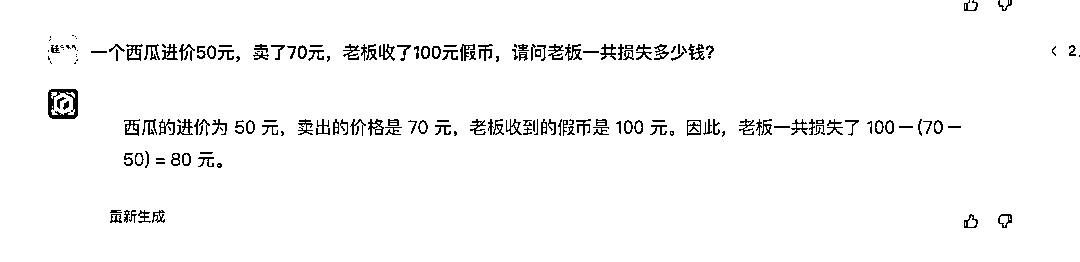 一个西瓜进价50元，卖了70元，老板收了100元假币，请问老板一共损失多少钱？
< 2
西瓜的进价为 50 元，卖出的价格是 70 元，老板收到的假币是 100 元。因此，老板一共损失了 100 − (70 −
50) = 80 元。
重新生成